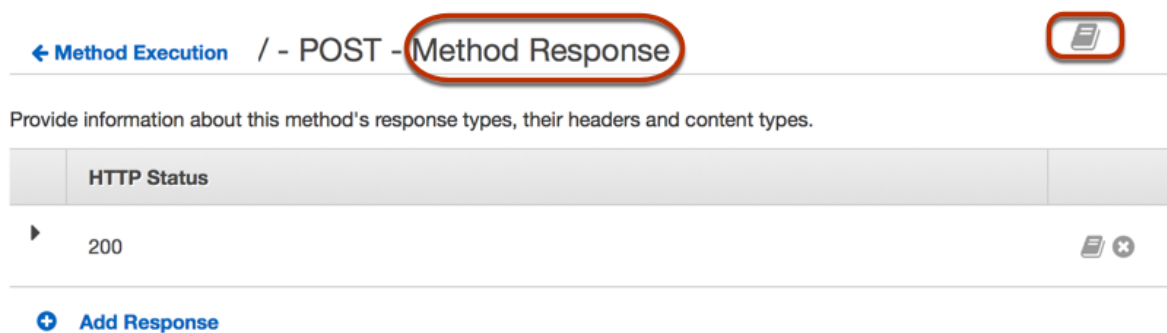 Method Execution / - POST - Method Response
Provide information about this method's response types, their headers and content types.
HTTP Status
200
Add Response